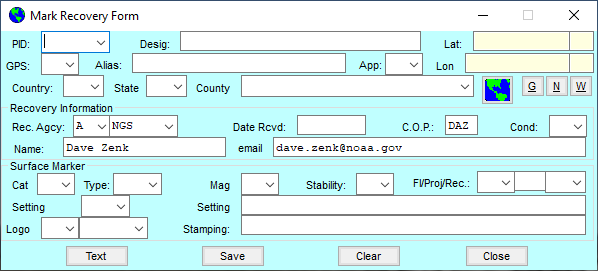 Mark Recovery Form
PID: Desig: Lat:
GPS: Alias: App: Lon
Country: State County G N W
Recovery Information
Rec. Agcy: A NGS Date Rcvd: C.O.P.: DAZ Cond:
Name: Dave Zenk email dave.zenk@noaa.gov
Surface Marker
Cat Type: Mag Stability: Fl/Proj/Rec.:
Setting Setting
Logo Stamping:
Text Save Clear Close